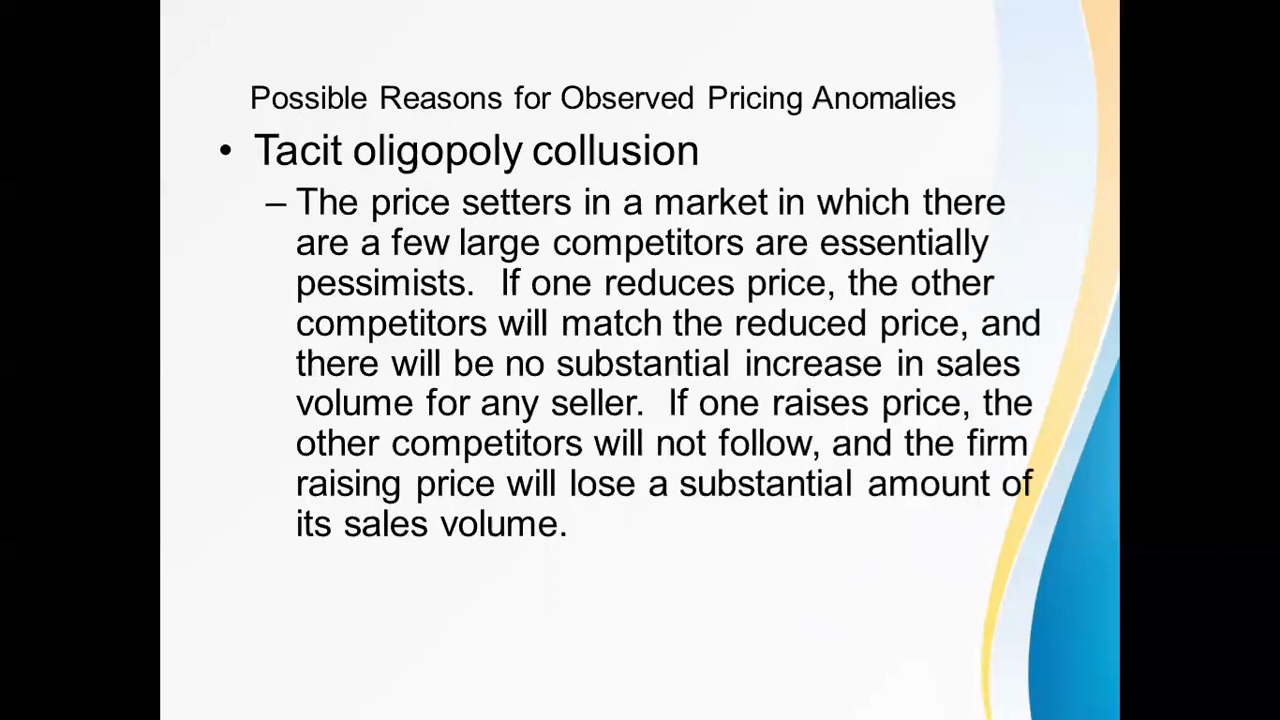 Possible Reasons for Observed Pricing Anomalies
• Tacit oligopoly collusion
– The price setters in a market in which there
are a few large competitors are essentially
pessimists. If one reduces price, the other
competitors will match the reduced price, and
there will be no substantial increase in sales
volume for any seller. If one raises price, the
other competitors will not follow, and the firm
raising price will lose a substantial amount of
its sales volume.